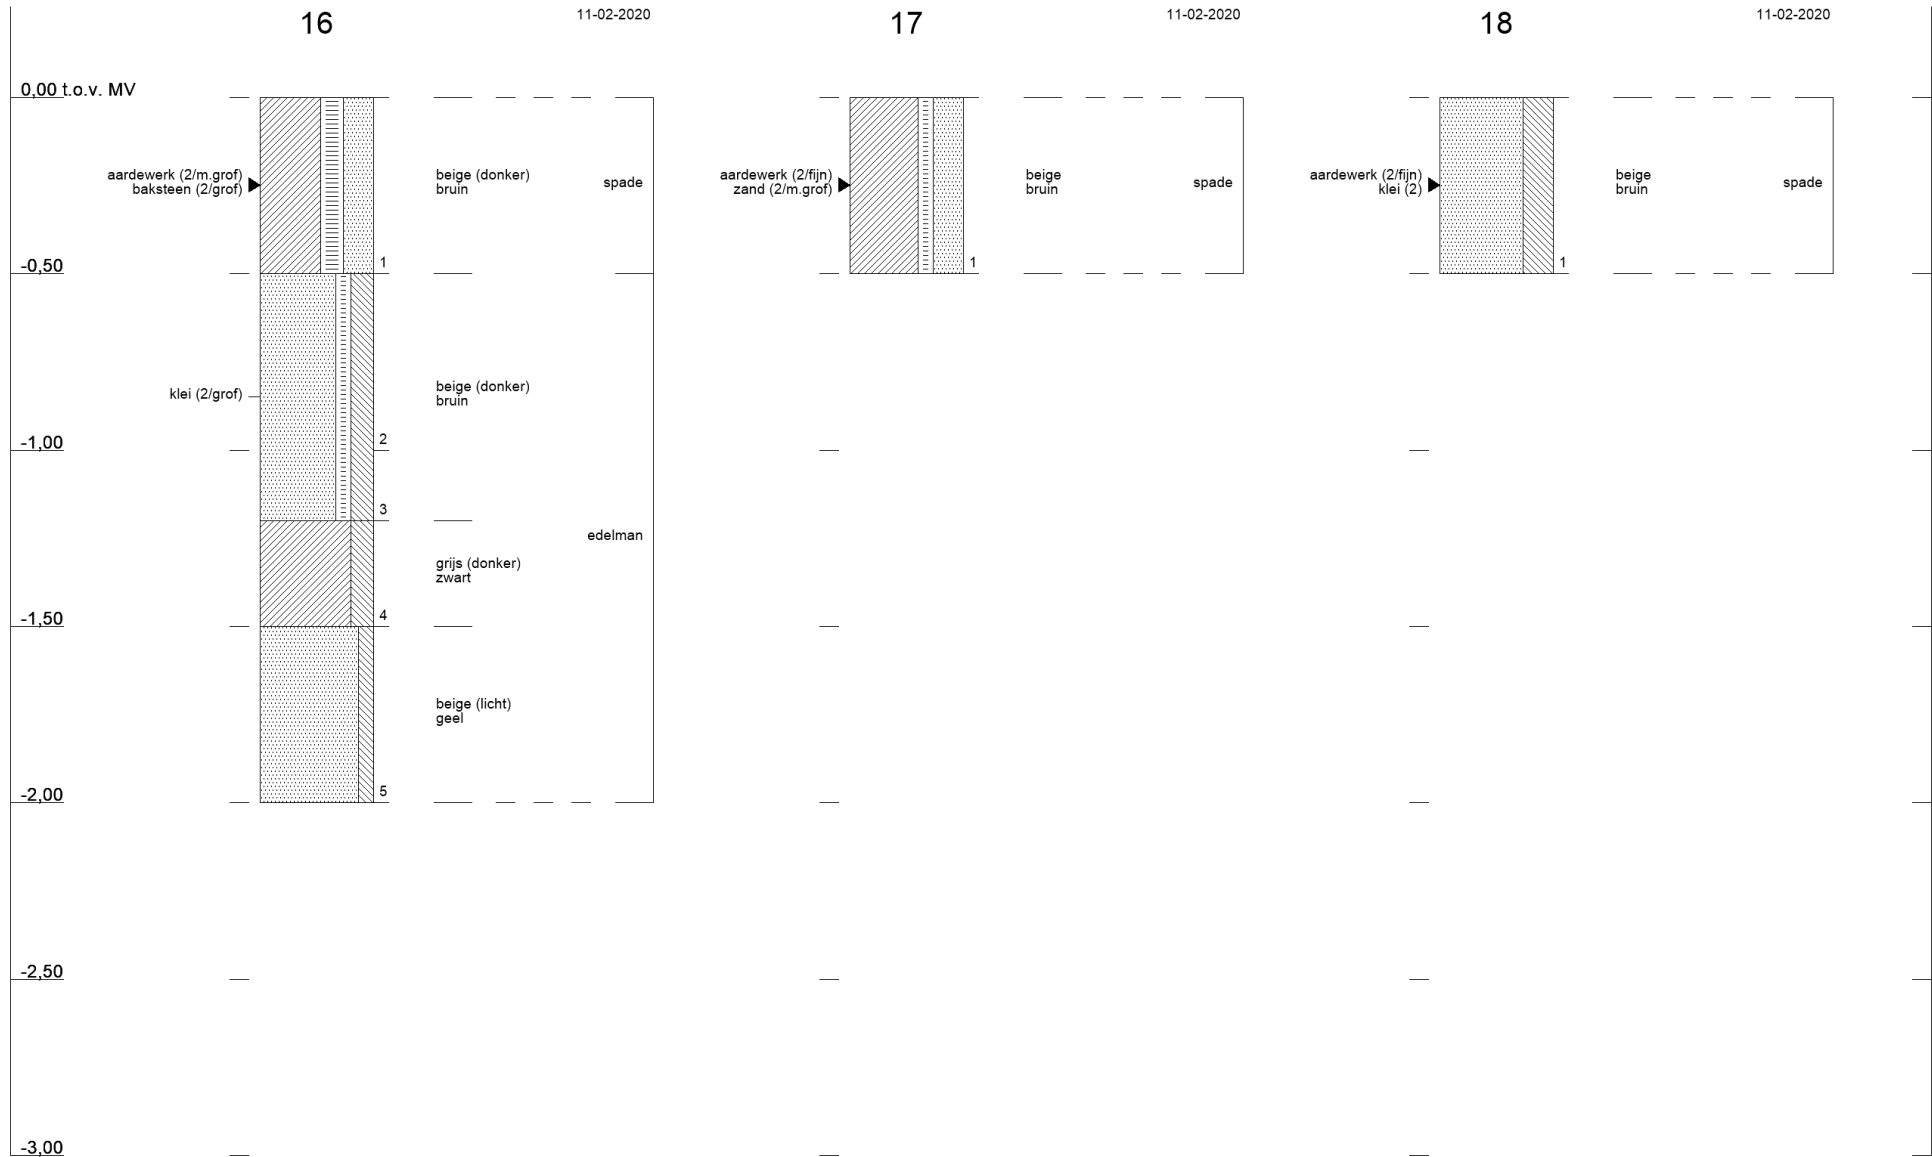 16
11-02-2020
17
11-02-2020
18
11-02-2020
0,00 t.o.v. MV
-0,50
-1,00
-1,50
-2,00
-2,50
-3,00
aardewerk (2/m.grof)
baksteen (2/grof)
beige (donker)
bruin
spade
1
klei (2/grof)
beige (donker)
bruin
2
3
edelman
grijs (donker)
zwart
4
beige (licht)
geel
5
aardewerk (2/fijn)
zand (2/m.grof)
beige
bruin
spade
1
aardewerk (2/fijn)
klei (2)
beige
bruin
spade
1